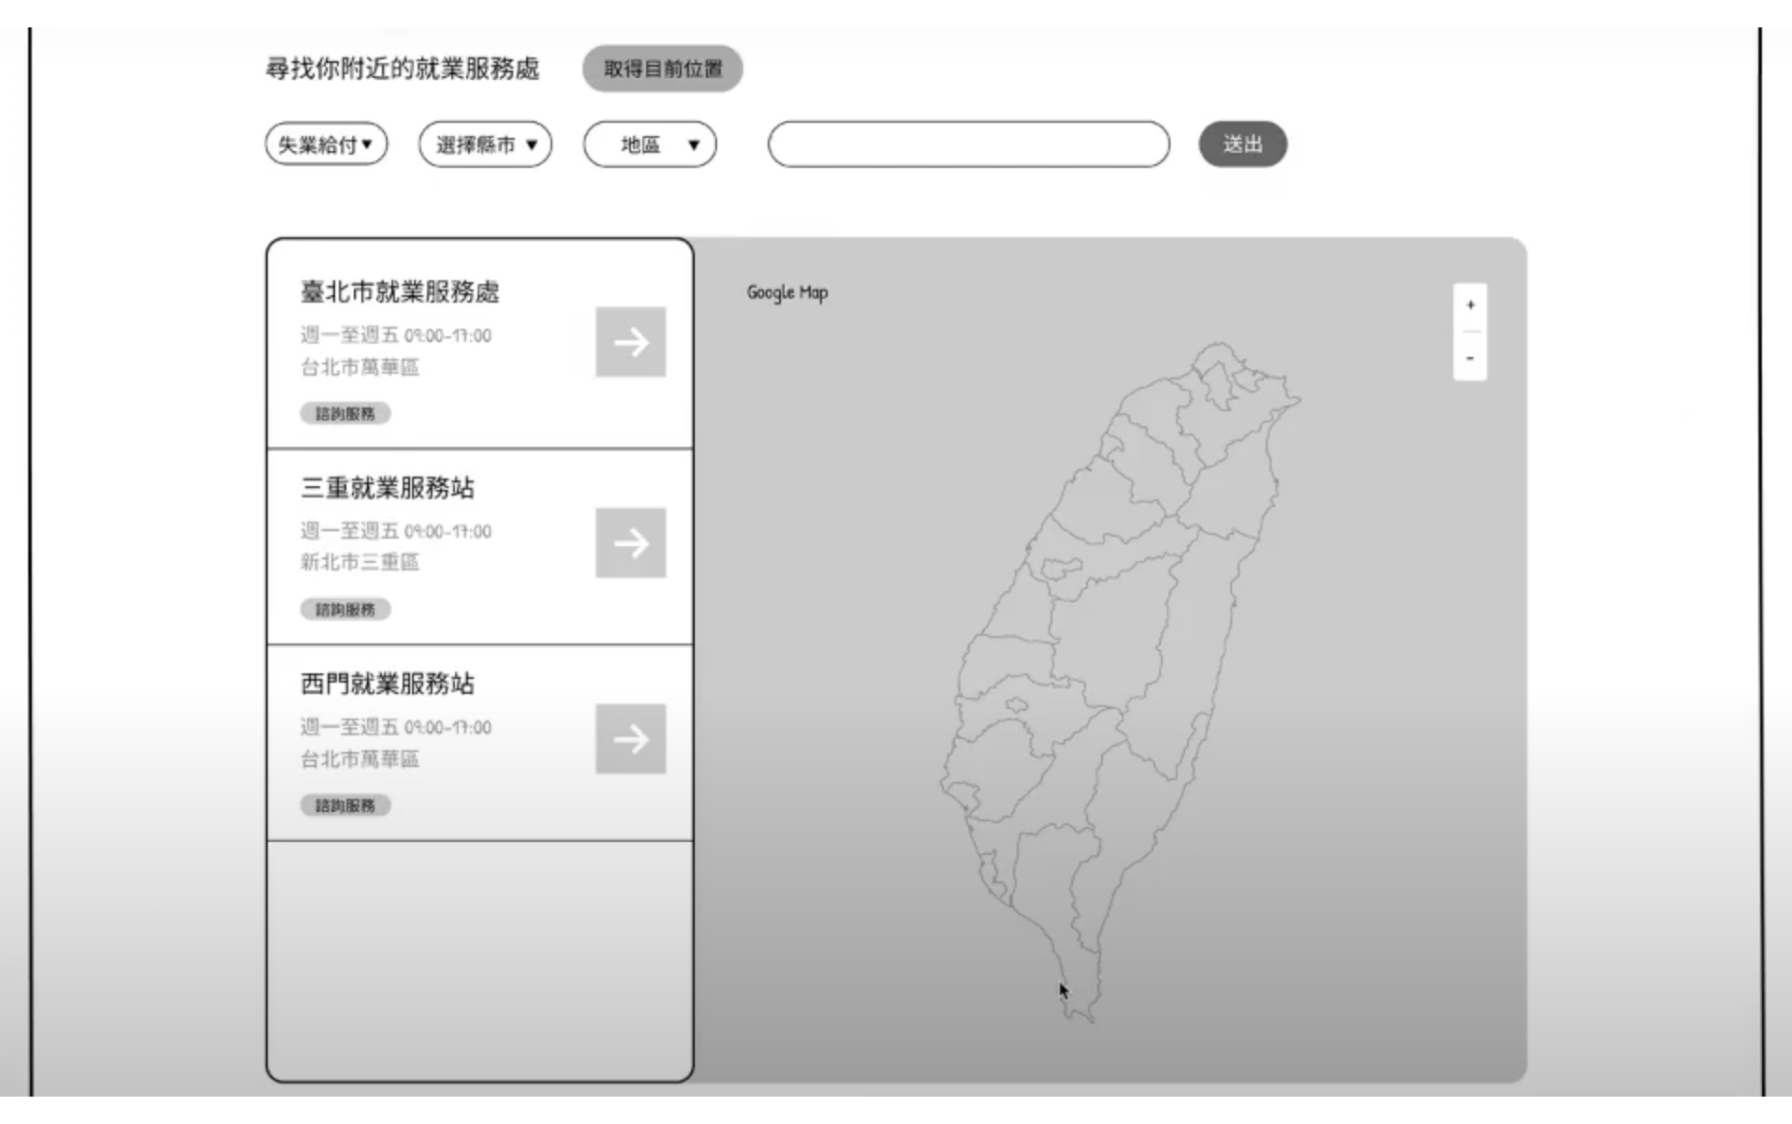 尋找你附近的就業服務處 取得目前位置
失業給付▼ 選擇縣市▼ 地區▼ 送出
臺北市就業服務處
週一至週五 09:00-17:00
台北市萬華區
諮詢服務
三重就業服務站
週一至週五 09:00-17:00
新北市三重區
諮詢服務
西門就業服務站
週一至週五 09:00-17:00
台北市萬華區
諮詢服務
Google Map
+
-